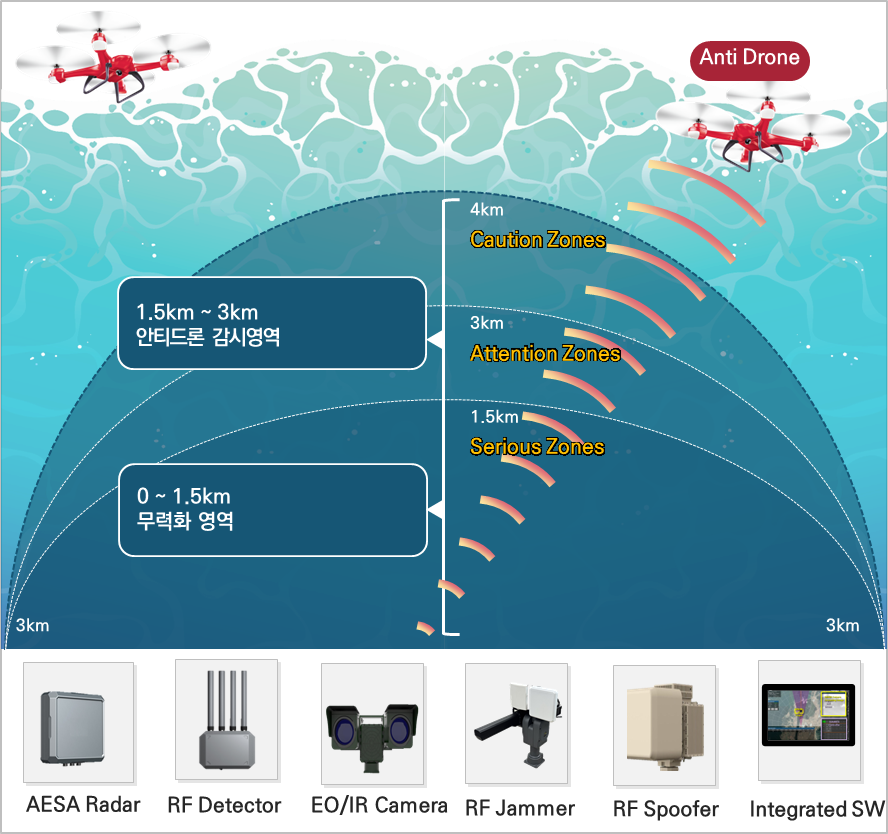 Anti Drone
4km
Caution Zones
1.5km ~ 3km
안티드론 감시영역
3km
Attention Zones
1.5km
Serious Zones
0 ~ 1.5km
무력화 영역
3km
3km
AESA Radar
RF Detector
EO/IR Camera
RF Jammer
RF Spoofer
Integrated SW